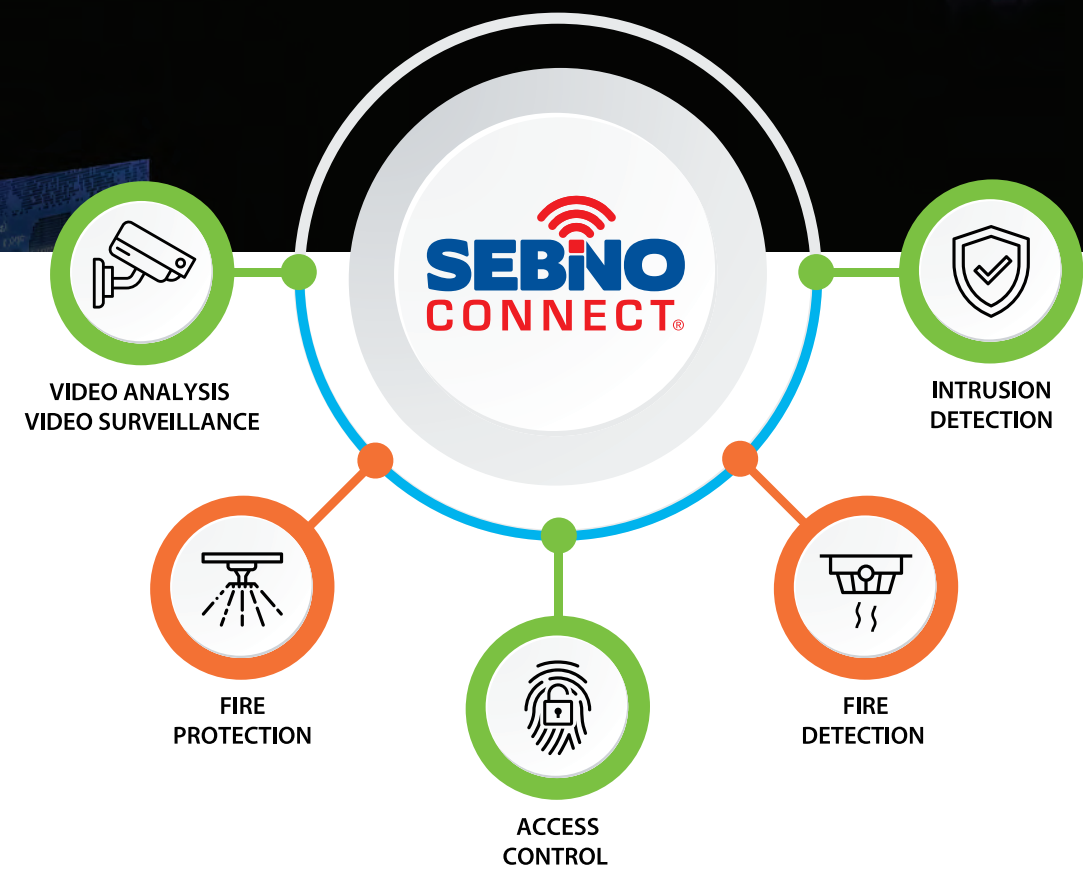 SEBINO
CONNECT®
VIDEO ANALYSIS
VIDEO SURVEILLANCE
INTRUSION
DETECTION
FIRE
PROTECTION
FIRE
DETECTION
ACCESS
CONTROL